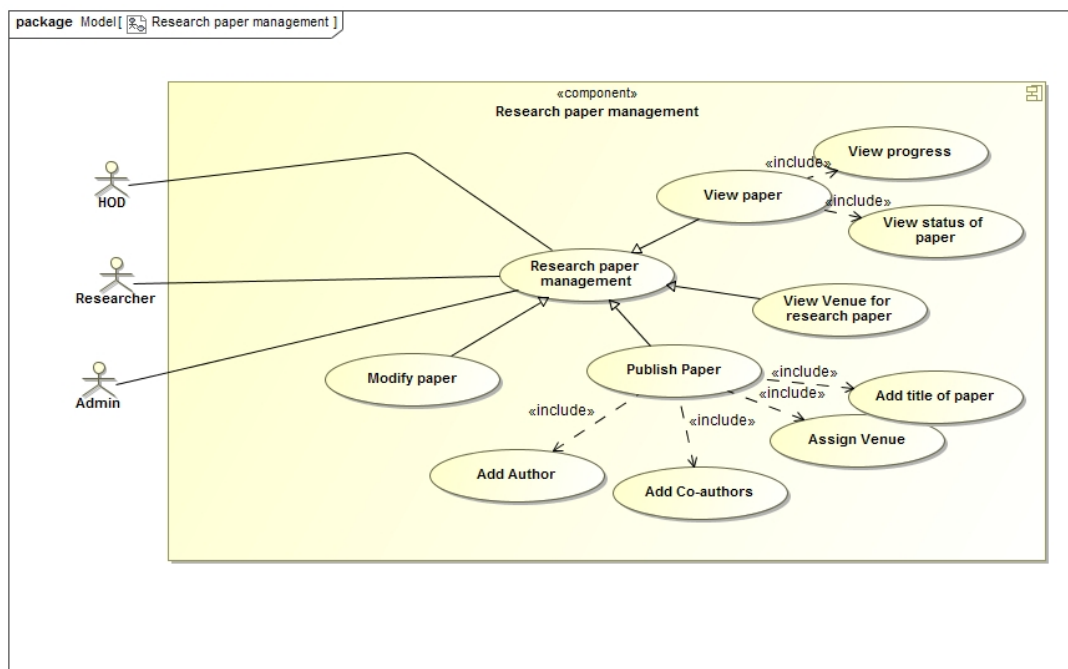 package Model[ Research paper management ]
«component»
Research paper management
View progress
«include»
View paper
«include»
View status of
paper
HOD
Research paper
management
Researcher
View Venue for
research paper
Modify paper
Publish Paper
«include»
Add title of paper
«include»
Admin
«include»
«include»
Assign Venue
Add Author
Add Co-authors